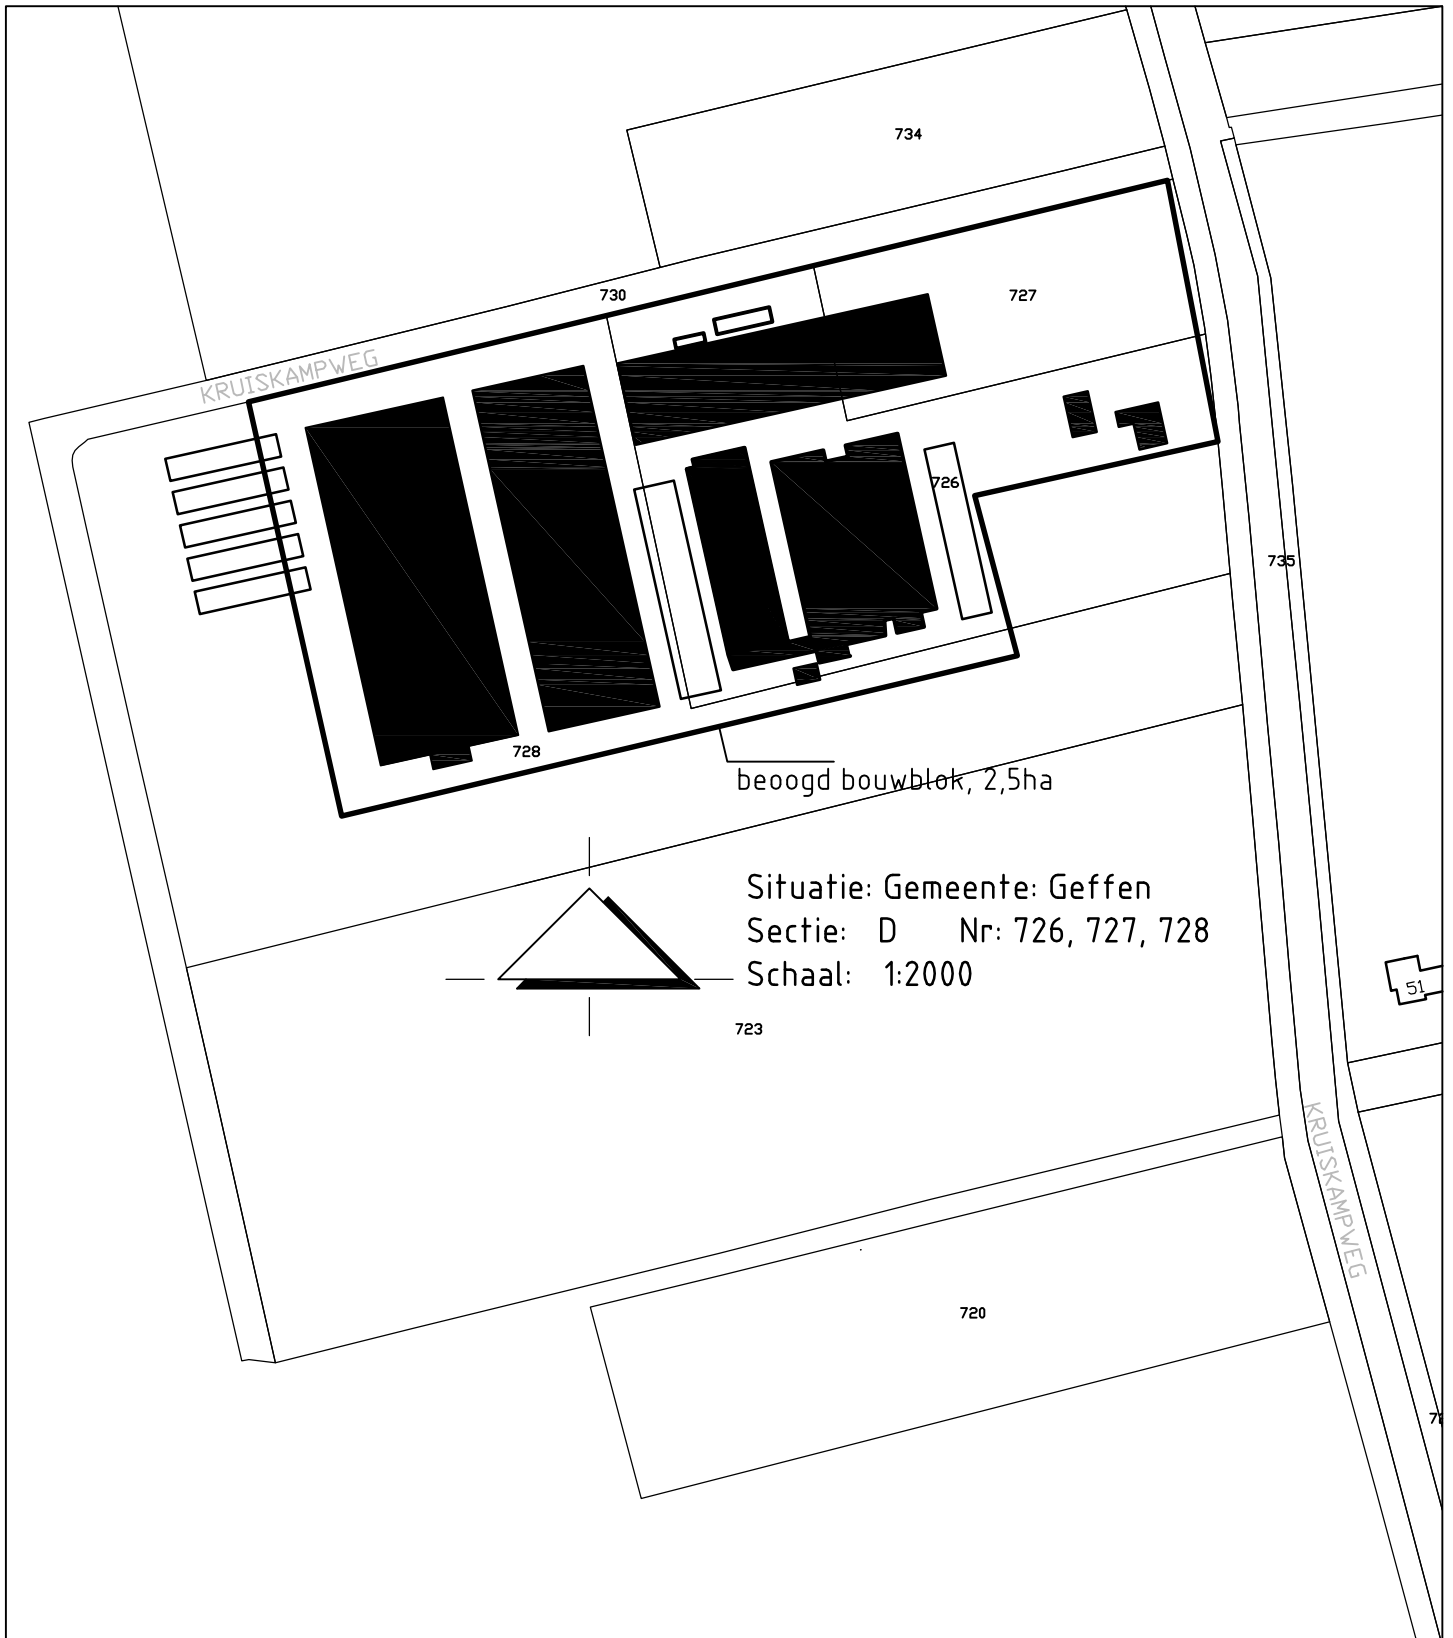 734
730
727
KRUISKAMPWEG
726
735
728
beoogd bouwblok, 2,5ha
Situatie: Gemeente: Geffen
Sectie: D Nr: 726, 727, 728
Schaal: 1:2000
51
723
KRUISKAMPWEG
720